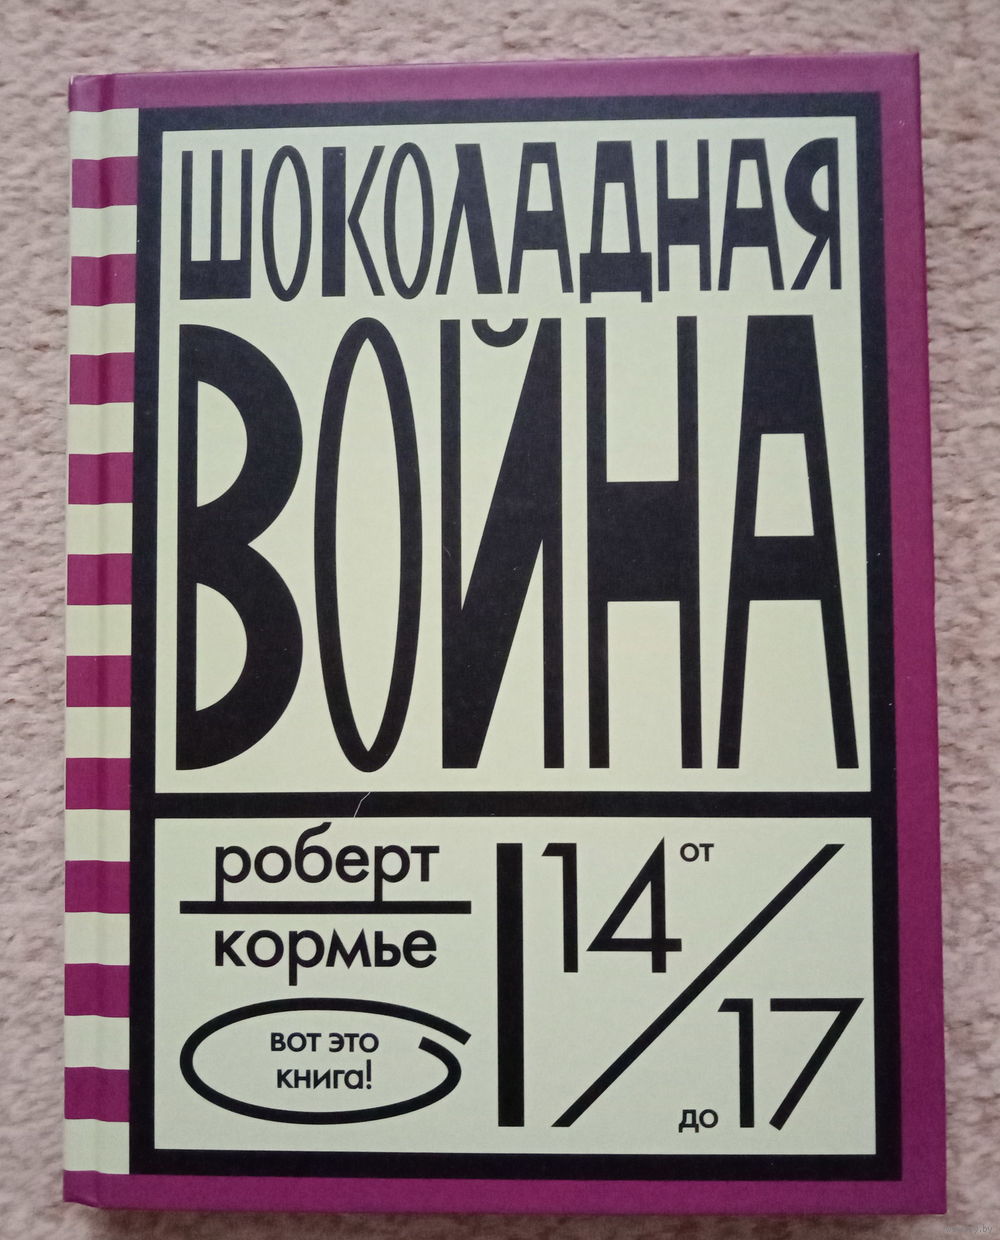 ШОКОЛАДНАЯ
ВОЙНА
роберт
кормье
вот это
книга!
14 от
до 17